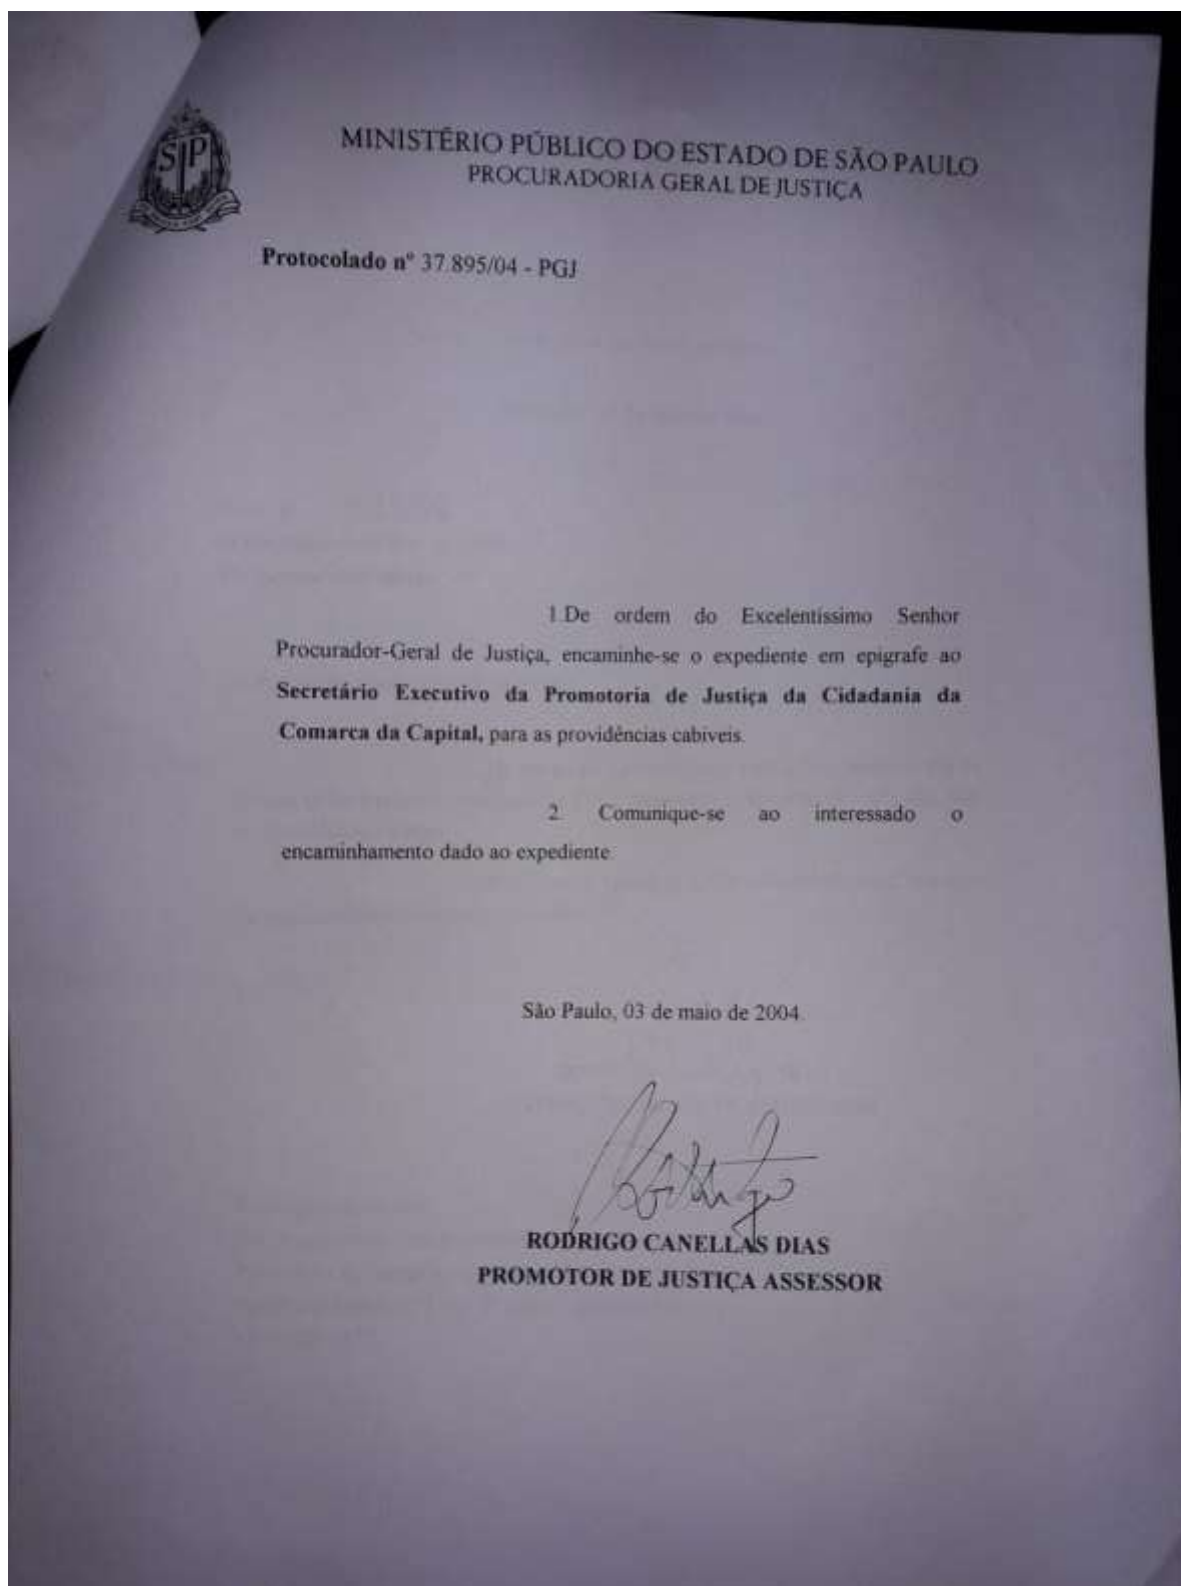 SP
MINISTÉRIO PÚBLICO DO ESTADO DE SÃO PAULO
PROCURADORIA GERAL DE JUSTIÇA
Protocolado nº 37.895/04 - PGJ
1.De ordem do Excelentíssimo Senhor
Procurador-Geral de Justiça, encaminhe-se o expediente em epígrafe ao
Secretário Executivo da Promotoria de Justiça da Cidadania da
Comarca da Capital, para as providências cabíveis.
2. Comunique-se ao interessado o
encaminhamento dado ao expediente.
São Paulo, 03 de maio de 2004.
RODRIGO CANELLAS DIAS
PROMOTOR DE JUSTIÇA ASSESSOR